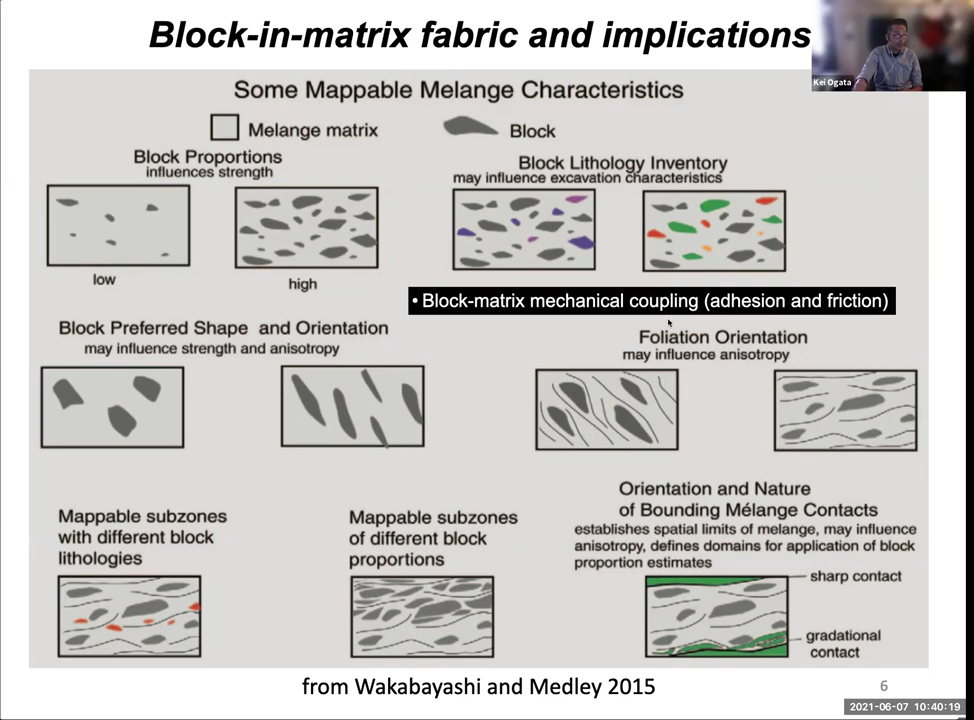 Block-in-matrix fabric and implications
Kei Ogata
Some Mappable Melange Characteristics
Melange matrix
Block
Block Proportions
influences strength
low
high
Block Lithology Inventory
may influence excavation characteristics
• Block-matrix mechanical coupling (adhesion and friction)
Block Preferred Shape and Orientation
may influence strength and anisotropy
Foliation Orientation
may influence anisotropy
Mappable subzones
with different block
lithologies
Mappable subzones
of different block
proportions
Orientation and Nature
of Bounding Mélange Contacts
establishes spatial limits of melange, may influence
anisotropy, defines domains for application of block
proportion estimates
sharp contact
gradational
contact
from Wakabayashi and Medley 2015
6
2021-06-07 10:40:19